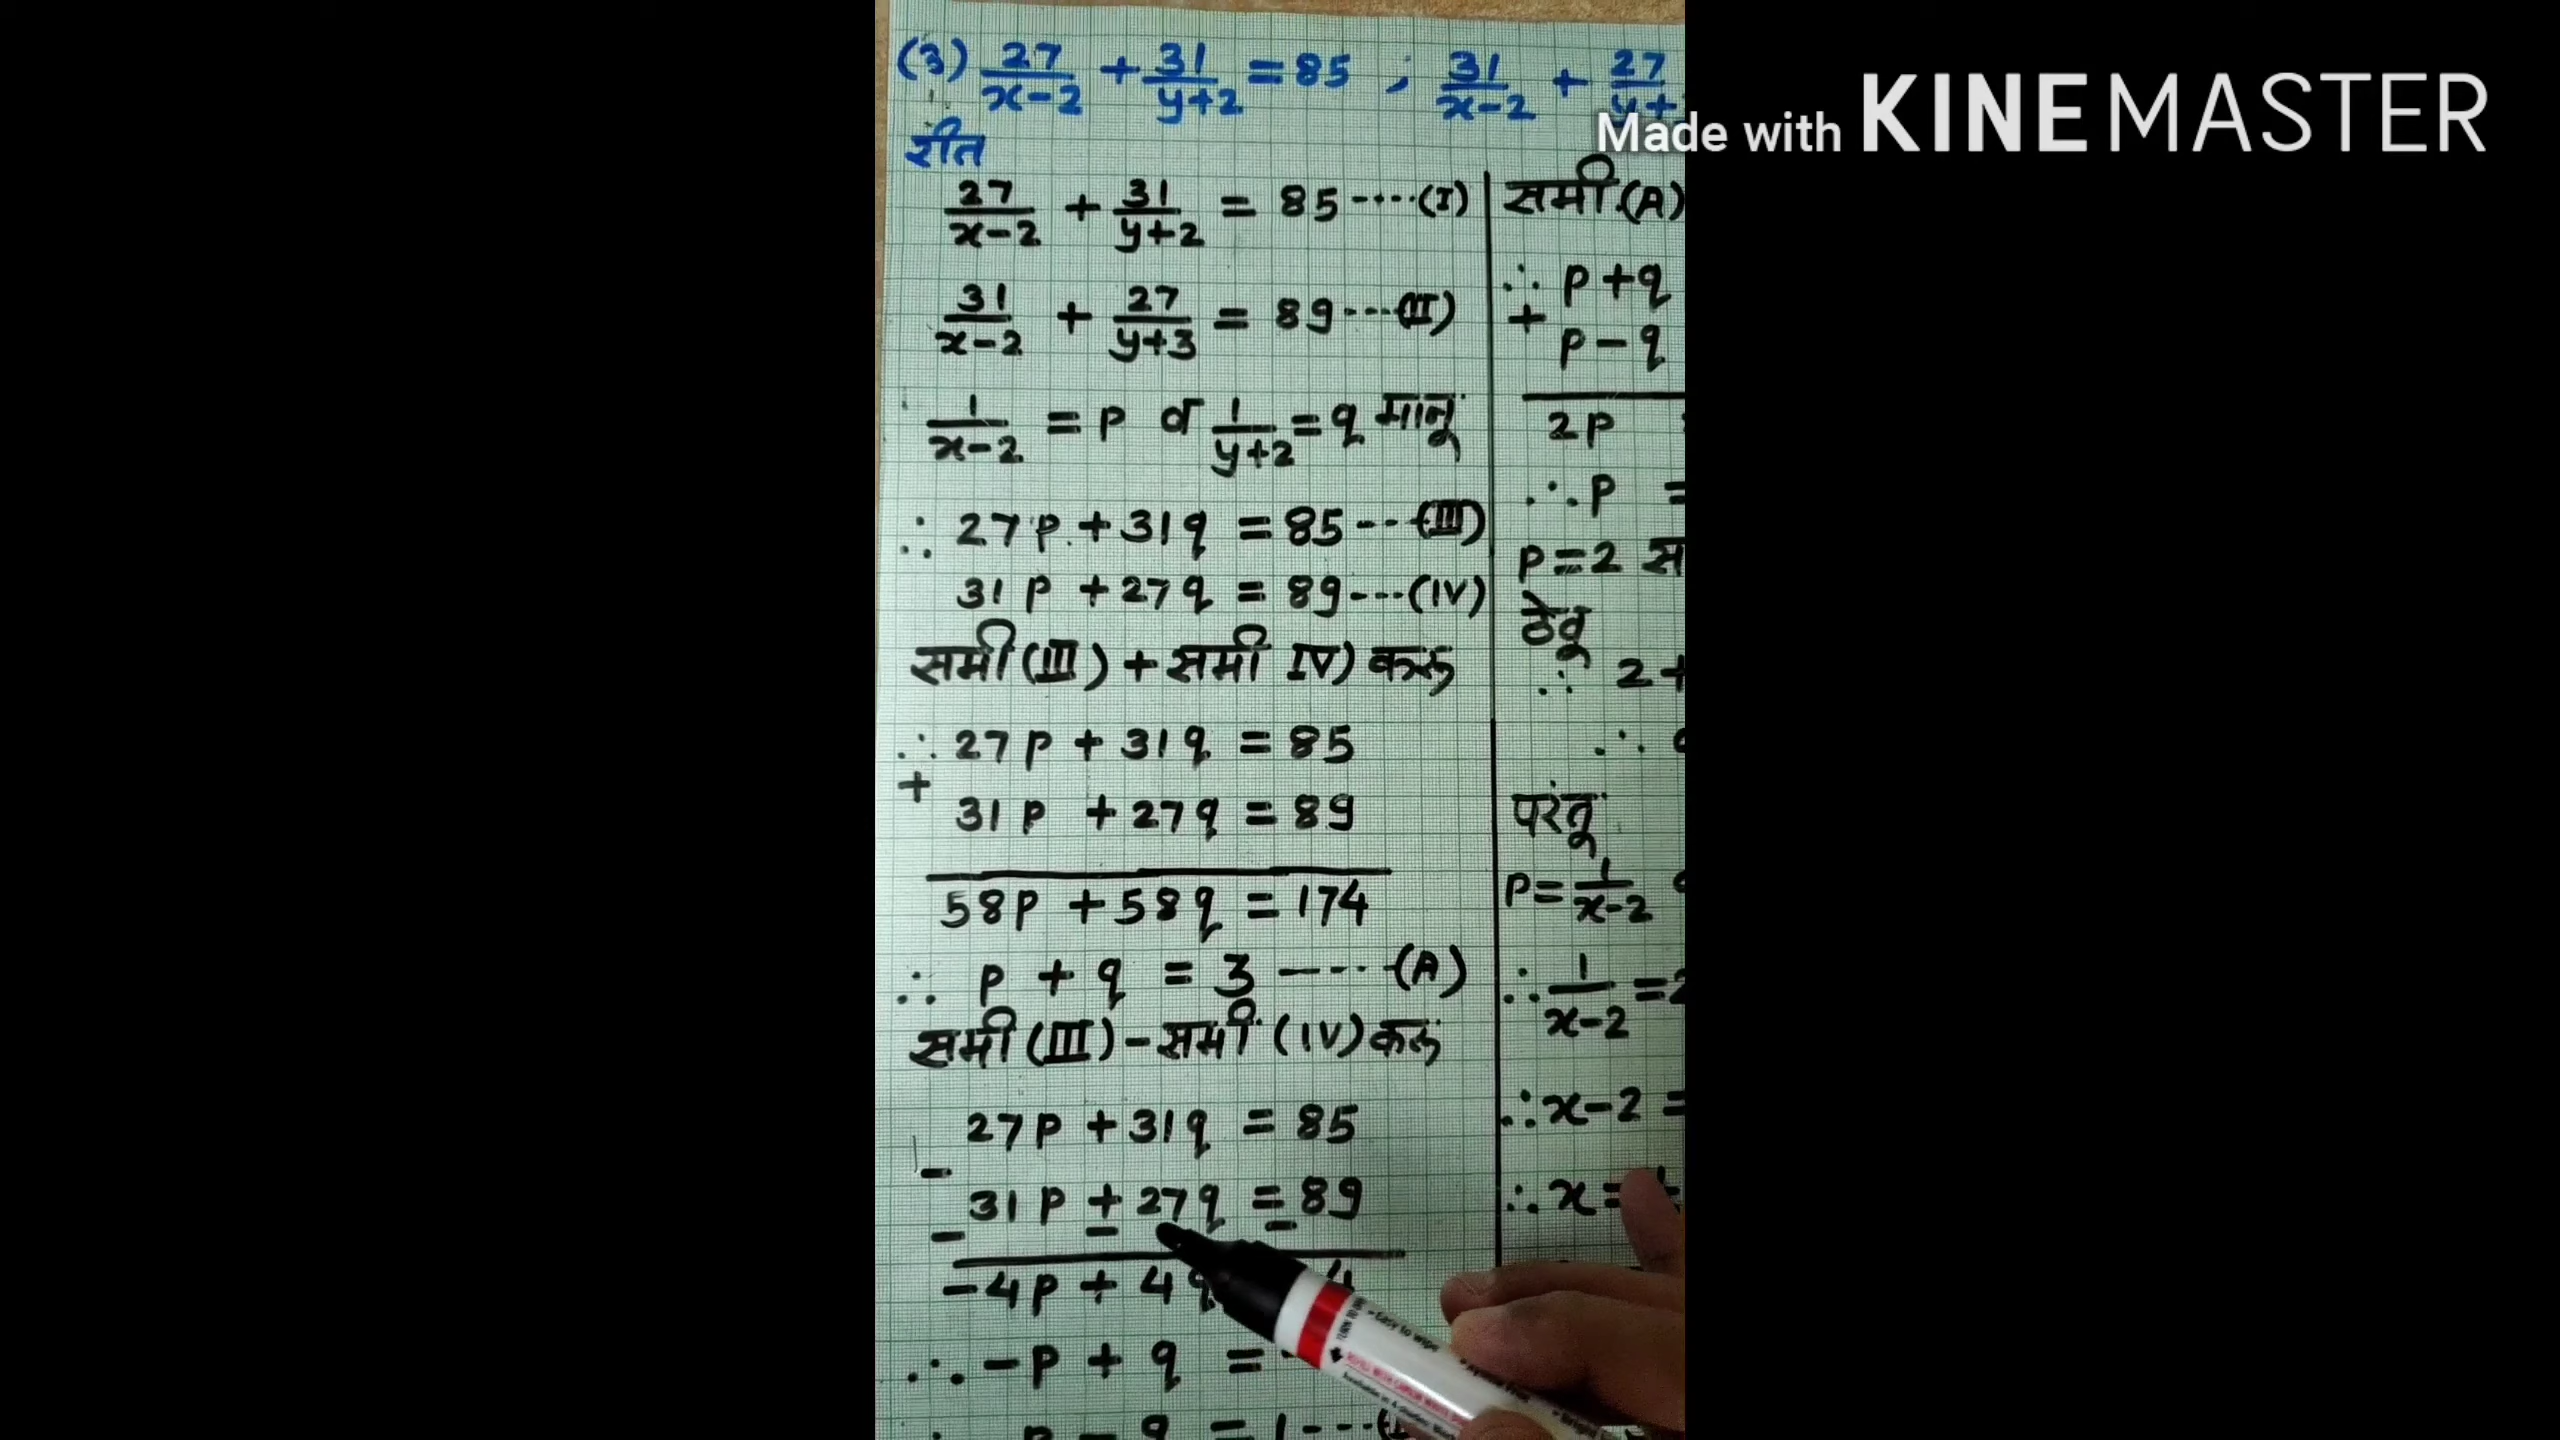 (3) 27/x-2 + 31/y+2 = 85 ; 31/x-2 + 27/y+
Made with KINEMASTER
रीत
27/x-2 + 31/y+2 = 85 ----(I)
31/x-2 + 27/y+3 = 89 ---(II)
1/x-2 = p व 1/y+2 = q मानू
∴ 27p + 31q = 85 --- (III)
31p + 27q = 89 --- (IV)
समी (III) + समी IV) करू
∴ 27p + 31q = 85
+
31p + 27q = 89
58p + 58q = 174
∴ p + q = 3 ---- (A)
समी (III) - समी (IV) करू
27p + 31q = 85
-
31p + 27q = 89
- - -
-4p + 4q 4
∴ -p + q =
p - q = 1 ---
समी.(A)
∴ p + q
+
p - q
2p
∴ p =
p = 2
ठेवू
∴ 2 +
∴
परंतू
p = 1/x-2
∴ 1/x-2 = 2
∴ x-2 =
∴ x =